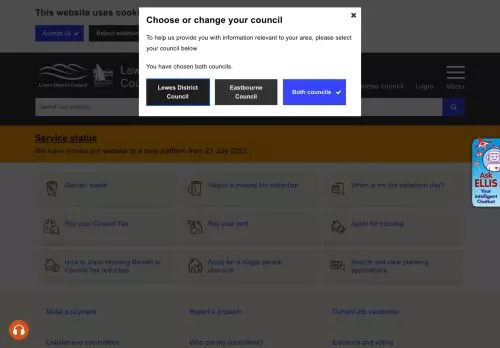 This website uses cook
Accept all
Reject addition
Choose or change your council
To help us provide you with information relevant to your area, please select
your council below
You have chosen both councils.
Lewes District
Council
Eastbourne
Council
Both councils
Lewes District Council
Lewe
Cou
council
Login
Menu
Search our website
Service status
We have moved our website to a new platform from 27 July 2023.
Garden waste
Report a missed bin collection
When is my bin collection day?
Pay your Council Tax
Pay your rent
Apply for housing
How to claim Housing Benefit or
Council Tax reduction
Apply for a single person
discount
Search and view planning
applications
Make a payment
Report a problem
Current job vacancies
Cabinet and committees
Who are my councillors?
Elections and voting
Ask
ELLIS
Your
Intelligent
Chatbot